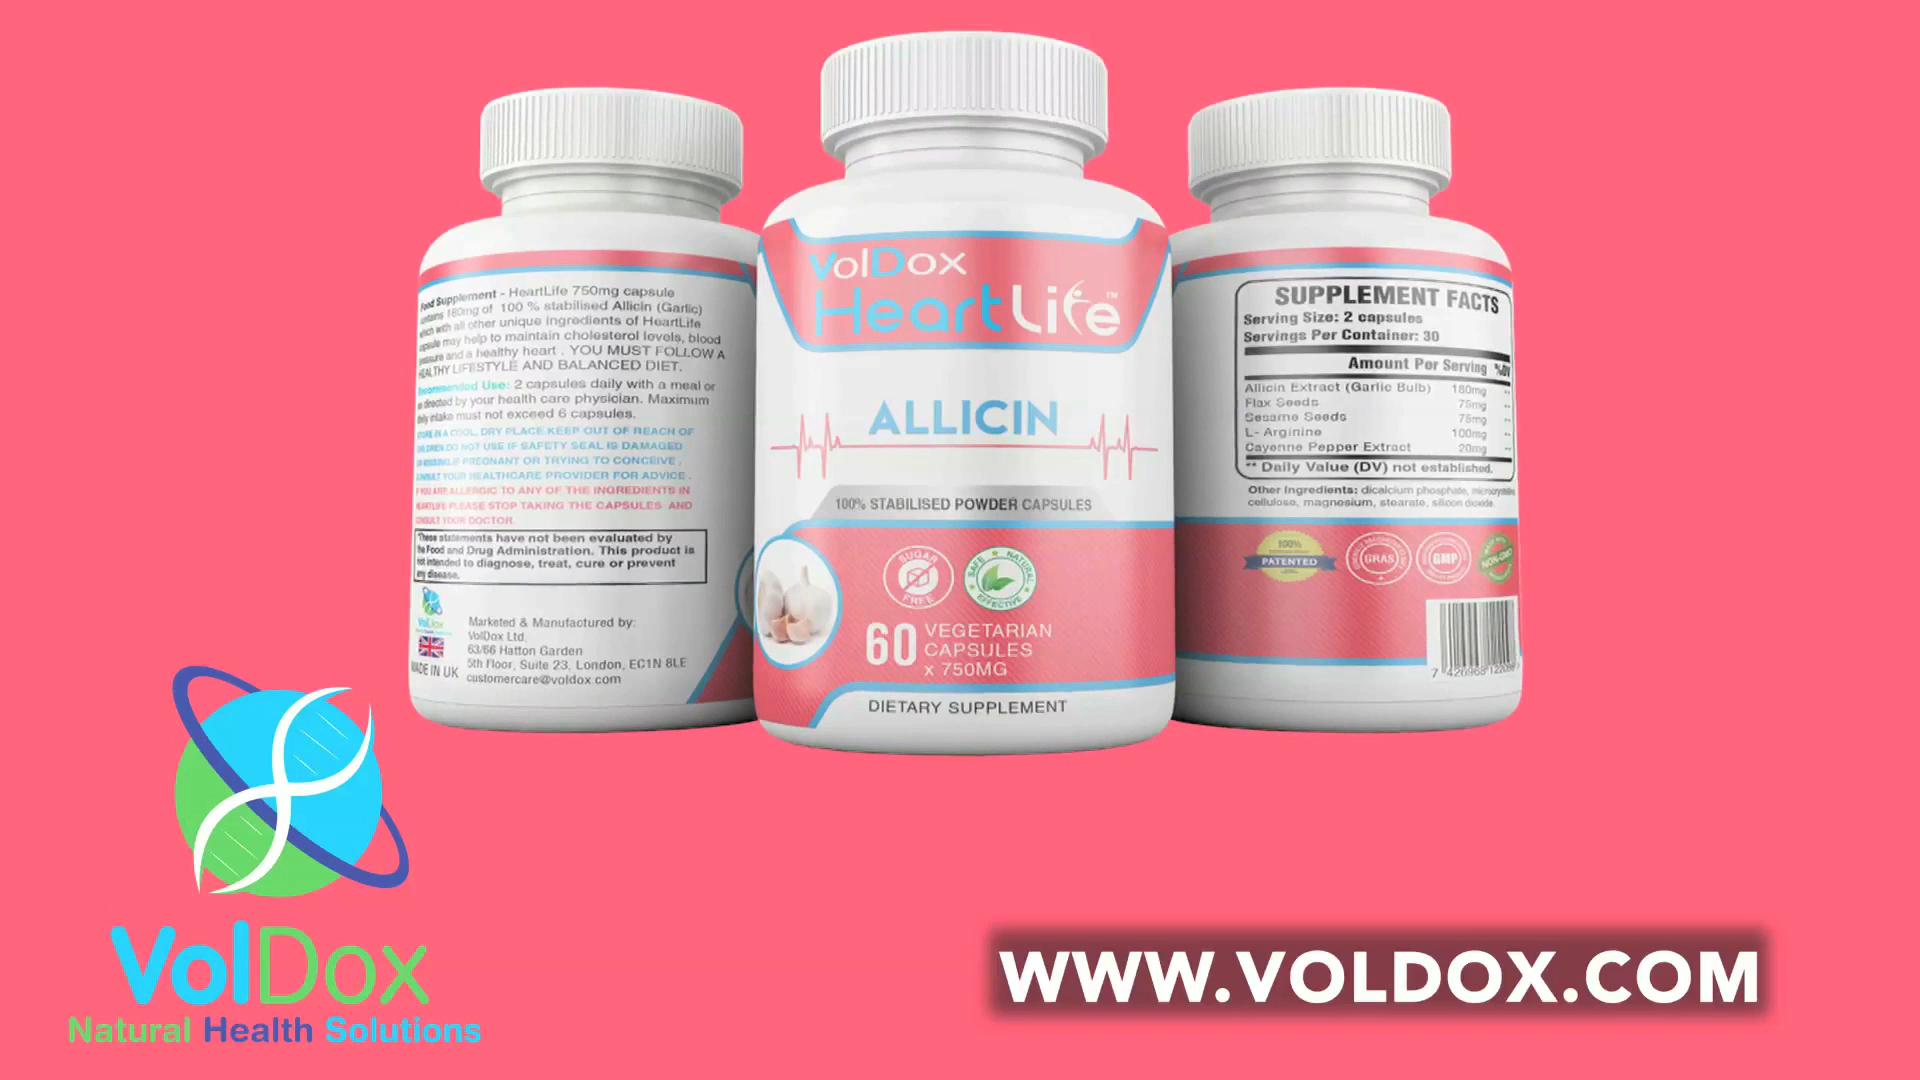 Food Supplement - HeartLife 750mg capsule
contains 180mg of 100 % stabilised Allicin (Garlic)
which with all other unique ingredients of HeartLife
capsule may help to maintain cholesterol levels, blood
pressure and a healthy heart . YOU MUST FOLLOW A
HEALTHY LIFESTYLE AND BALANCED DIET.
Recommended Use: 2 capsules daily with a meal or
as directed by your health care physician. Maximum
daily intake must not exceed 6 capsules.
STORE IN A COOL, DRY PLACE.KEEP OUT OF REACH OF
CHILDREN DO NOT USE IF SAFETY SEAL IS DAMAGED
OR MISSING.IF PREGNANT OR TRYING TO CONCEIVE ,
CONSULT YOUR HEALTHCARE PROVIDER FOR ADVICE .
IF YOU ARE ALLERGIC TO ANY OF THE INGREDIENTS IN
HEARTLIFE PLEASE STOP TAKING THE CAPSULES AND
CONSULT YOUR DOCTOR.
*These statements have not been evaluated by
the Food and Drug Administration. This product is
not intended to diagnose, treat, cure or prevent
any disease.
VolDox
MADE IN UK
Marketed & Manufactured by:
VolDox Ltd,
63/66 Hatton Garden
5th Floor, Suite 23, London, EC1N 8LE
customercare@voldox.com
VolDox
HeartLife™
ALLICIN
100% STABILISED POWDER CAPSULES
SUGAR
FREE
SAFE NATURAL
EFFECTIVE
60 VEGETARIAN
CAPSULES
x 750MG
DIETARY SUPPLEMENT
SUPPLEMENT FACTS
Serving Size: 2 capsules
Servings Per Container: 30
Amount Per Serving %DV
Allicin Extract (Garlic Bulb) 180mg **
Flax Seeds 75mg **
Sesame Seeds 75mg **
L- Arginine 100mg **
Cayenne Pepper Extract 20mg **
** Daily Value (DV) not established.
Other Ingredients: dicalcium phosphate, microcrystalline
cellulose, magnesium, stearate, silicon dioxide.
100%
PATENTED
GRAS
GMP
NON-GMO
VolDox
Natural Health Solutions
WWW.VOLDOX.COM